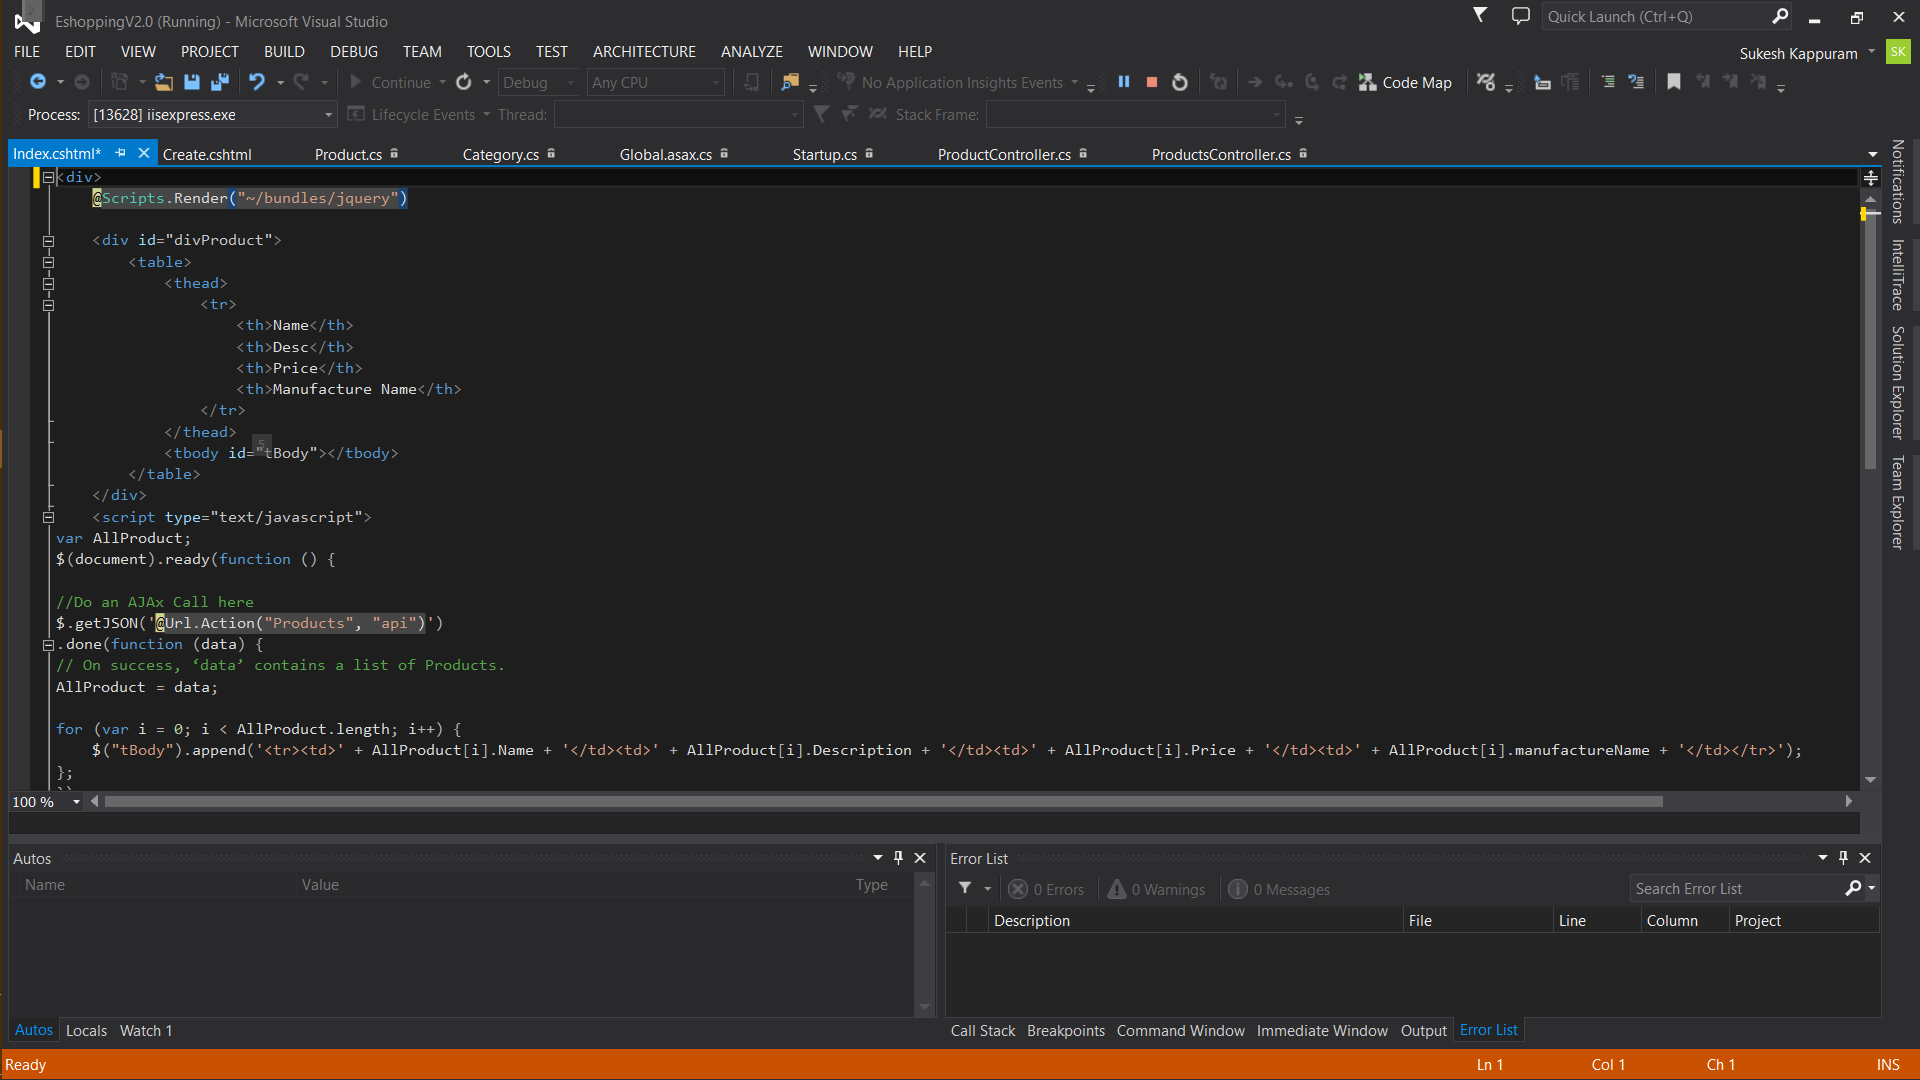 EshoppingV2.0 (Running) - Microsoft Visual Studio
Quick Launch (Ctrl+Q)
FILE EDIT VIEW PROJECT BUILD DEBUG TEAM TOOLS TEST ARCHITECTURE ANALYZE WINDOW HELP
Sukesh Kappuram SK
Continue Debug Any CPU No Application Insights Events Code Map
Process: [13628] iisexpress.exe Lifecycle Events Thread: Stack Frame:
Index.cshtml* Create.cshtml Product.cs Category.cs Global.asax.cs Startup.cs ProductController.cs ProductsController.cs
<div>
@Scripts.Render("~/bundles/jquery")
<div id="divProduct">
<table>
<thead>
<tr>
<th>Name</th>
<th>Desc</th>
<th>Price</th>
<th>Manufacture Name</th>
</tr>
</thead>
5
<tbody id="tBody"></tbody>
</table>
</div>
<script type="text/javascript">
var AllProduct;
$(document).ready(function () {
//Do an AJAx Call here
$.getJSON('@Url.Action("Products", "api")')
.done(function (data) {
// On success, ‘data’ contains a list of Products.
AllProduct = data;
for (var i = 0; i < AllProduct.length; i++) {
$("tBody").append('<tr><td>' + AllProduct[i].Name + '</td><td>' + AllProduct[i].Description + '</td><td>' + AllProduct[i].Price + '</td><td>' + AllProduct[i].manufactureName + '</td></tr>');
};
Notifications
IntelliTrace
Solution Explorer
Team Explorer
100 %
Autos
Name Value Type
Autos Locals Watch 1
Error List
0 Errors 0 Warnings 0 Messages Search Error List
Description File Line Column Project
Call Stack Breakpoints Command Window Immediate Window Output Error List
Ready Ln 1 Col 1 Ch 1 INS